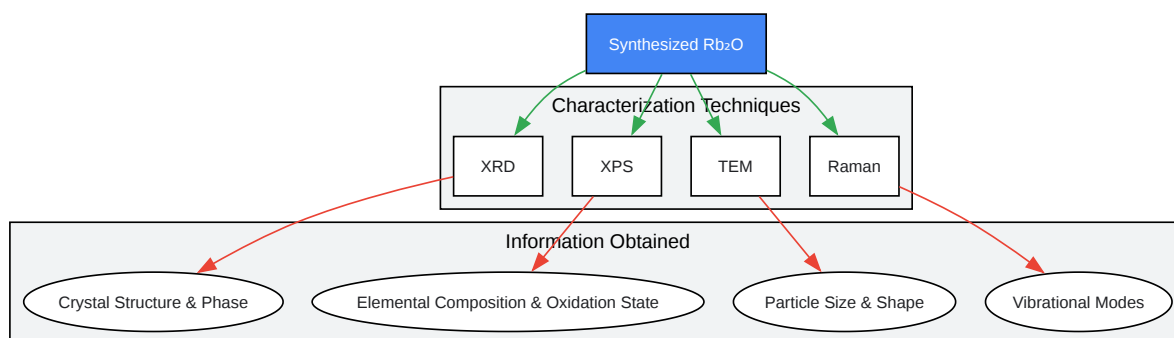 Synthesized Rb₂O
Characterization Techniques
XRD
XPS
TEM
Raman
Information Obtained
Crystal Structure & Phase
Elemental Composition & Oxidation State
Particle Size & Shape
Vibrational Modes